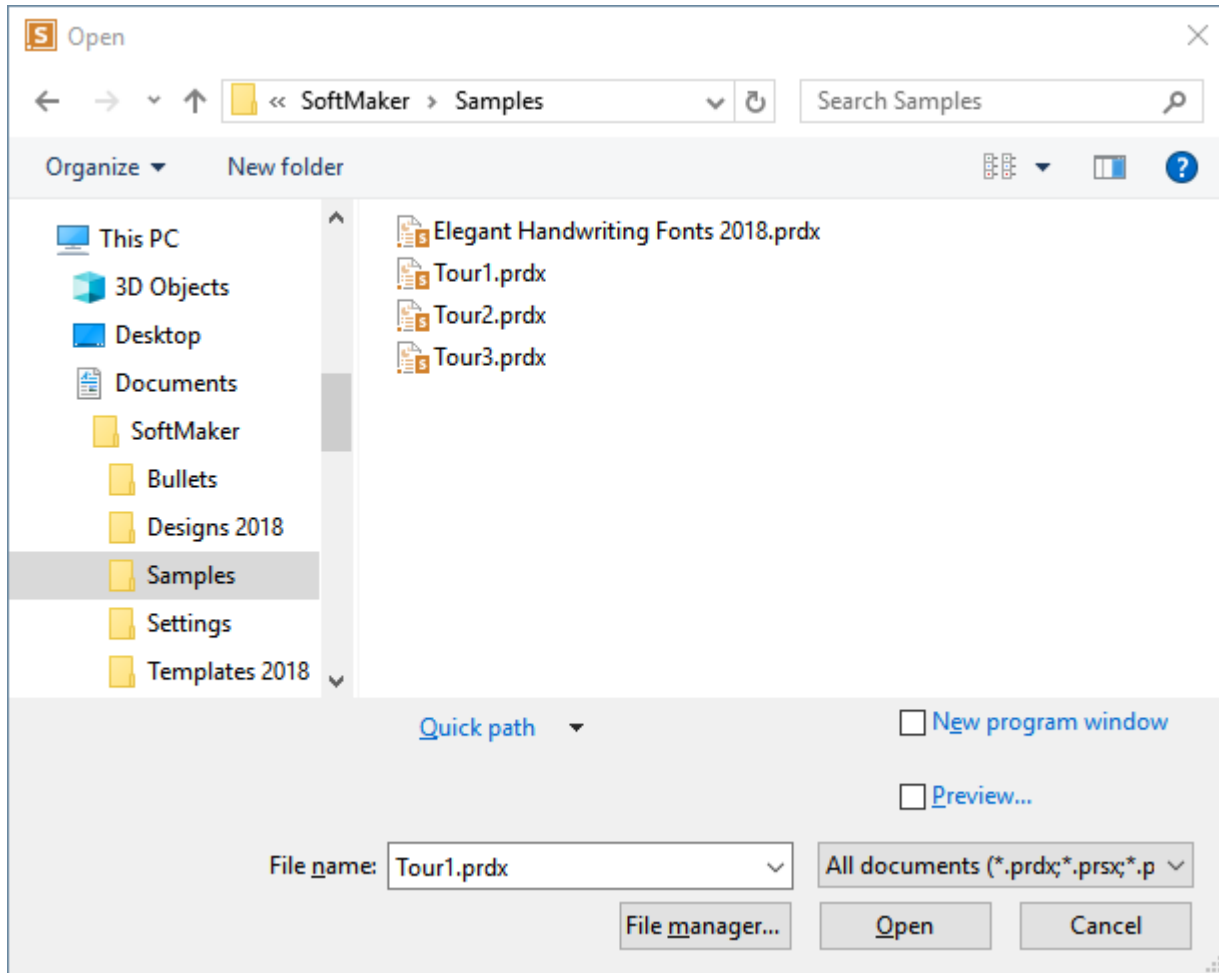 Open
« SoftMaker > Samples
Search Samples
Organize
New folder
This PC
3D Objects
Desktop
Documents
SoftMaker
Bullets
Designs 2018
Samples
Settings
Templates 2018
Elegant Handwriting Fonts 2018.prdx
Tour1.prdx
Tour2.prdx
Tour3.prdx
Quick path
New program window
Preview...
File name: Tour1.prdx
All documents (*.prdx;*.prsx;*.p
File manager...
Open
Cancel